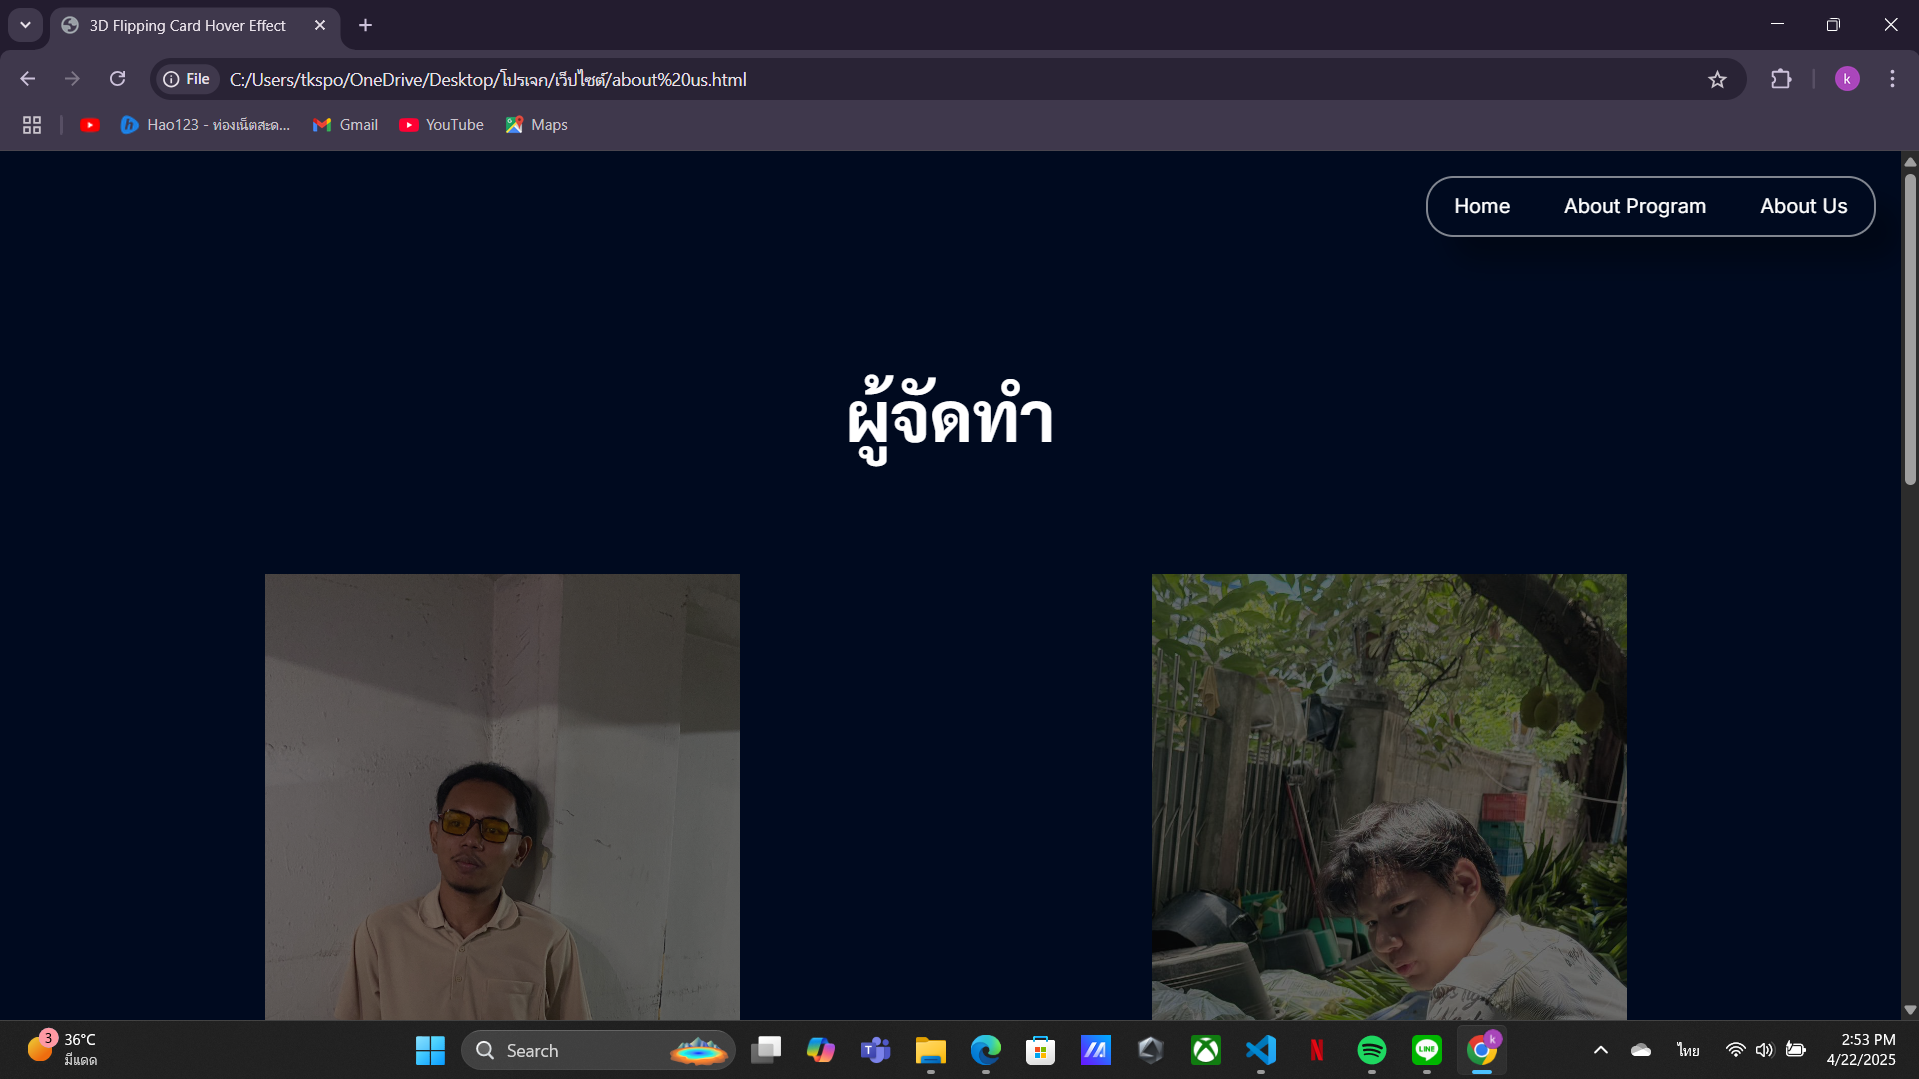 3D Flipping Card Hover Effect
File
C:/Users/tkspo/OneDrive/Desktop/โปรเจก/เว็ปไซต์/about%20us.html
k
Hao123 - ท่องเน็ตสะด...
Gmail
YouTube
Maps
Home
About Program
About Us
ผู้จัดทำ
3
36°C
มีแดด
Search
T
N
LINE
k
ไทย
2:53 PM
4/22/2025